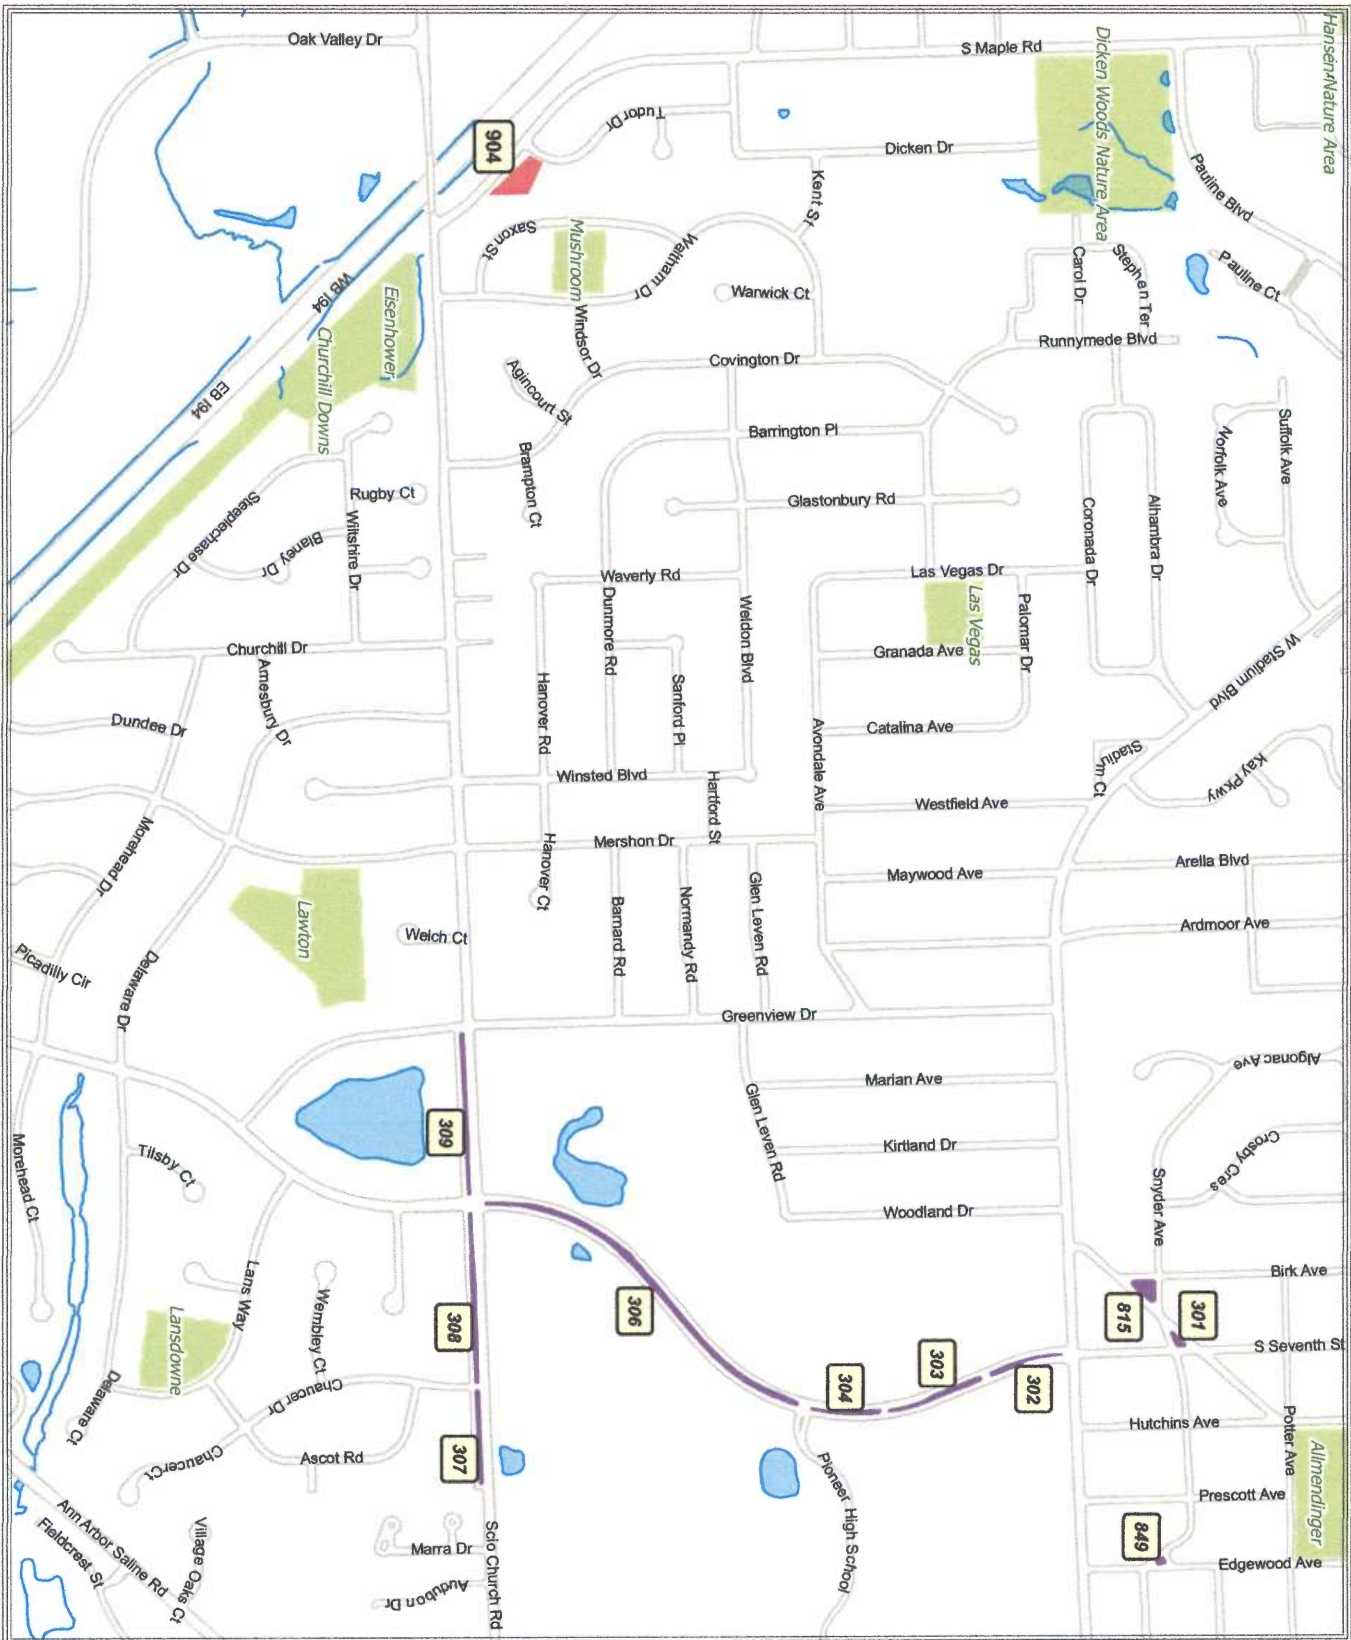 Oak Valley Dr
S Maple Rd
Hansen Nature Area
Dicken Woods Nature Area
Tudor Dr
904
Dicken Dr
Kent St
Pauline Blvd
Pauline Ct
Stephen Ter
Carol Dr
Saxon St
Mushroom
Waltham Dr
Warwick Ct
WB I94
Eisenhower
Churchill Downs
Windsor Dr
Runnymede Blvd
Covington Dr
EB I94
Agincourt St
Barrington Pl
Norfolk Ave
Suffolk Ave
Brampton Ct
Rugby Ct
Glastonbury Rd
Steeplechase Dr
Blaney Dr
Wiltshire Dr
Coronada Dr
Alhambra Dr
Waverly Rd
Las Vegas Dr
Dunmore Rd
Weldon Blvd
Las Vegas
Palomar Dr
Churchill Dr
Granada Ave
W Stadium Blvd
Amesbury Dr
Hanover Rd
Sanford Pl
Dundee Dr
Avondale Ave
Catalina Ave
Stadium Ct
Kay Pkwy
Winsted Blvd
Hartford St
Westfield Ave
Morehead Dr
Hanover Ct
Mershon Dr
Arella Blvd
Maywood Ave
Glen Leven Rd
Normandy Rd
Barnard Rd
Lawton
Welch Ct
Ardmoor Ave
Picadilly Cir
Delaware Dr
Greenview Dr
Algonac Ave
Marian Ave
Glen Leven Rd
309
Kirtland Dr
Crosby Cres
Tilsby Ct
Morehead Ct
Snyder Ave
Woodland Dr
Birk Ave
Lans Way
Wembley Ct
308
306
815
301
S Seventh St
Lansdowne
303
302
304
Chaucer Dr
Delaware Ct
Hutchins Ave
Potter Ave
Allmendinger
Chaucer Ct
Ascot Rd
307
Pioneer High School
Prescott Ave
849
Edgewood Ave
Ann Arbor Saline Rd
Fieldcrest St
Village Oaks Ct
Marra Dr
Audubon Dr
Scio Church Rd